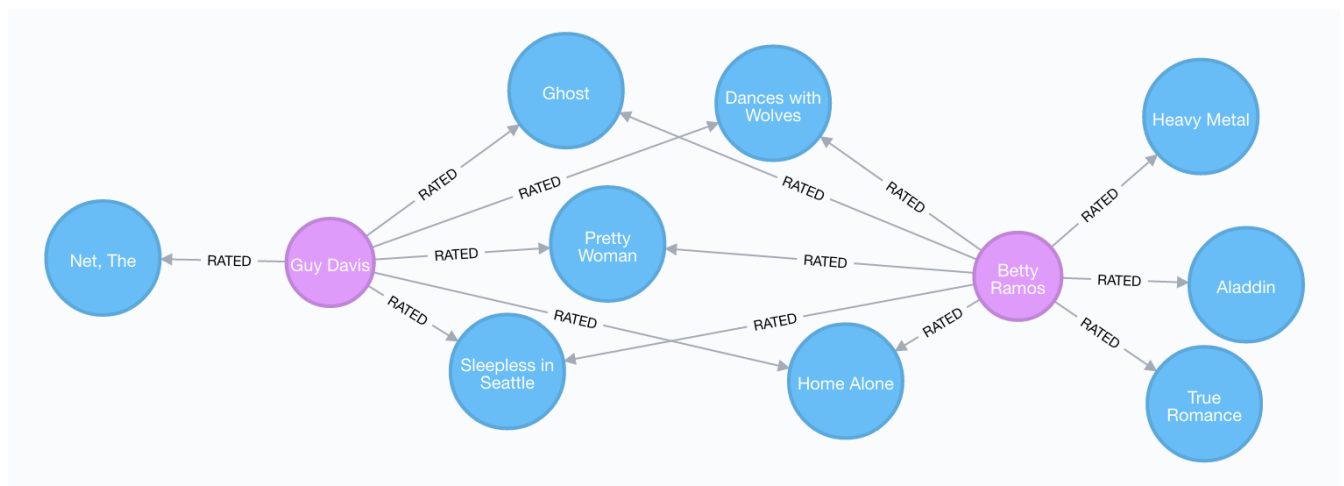 Ghost
Dances with
Wolves
Heavy Metal
RATED
RATED
RATED
RATED
RATED
Net, The
RATED
Guy Davis
RATED
Pretty
Woman
RATED
Betty
Ramos
RATED
Aladdin
RATED
RATED
RATED
RATED
RATED
Sleepless in
Seattle
Home Alone
True
Romance